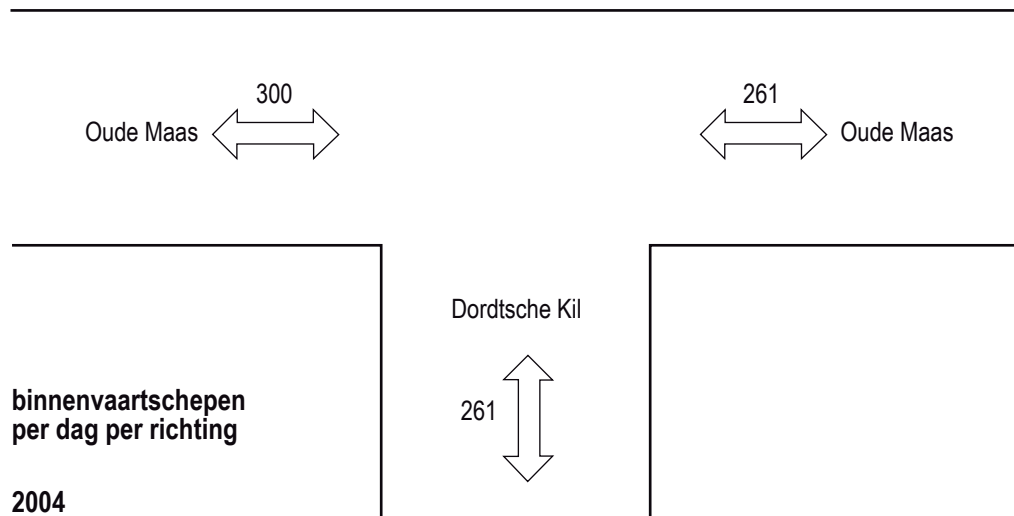 300
261
Oude Maas
Oude Maas
Dordtsche Kil
261
binnenvaartschepen
per dag per richting
2004